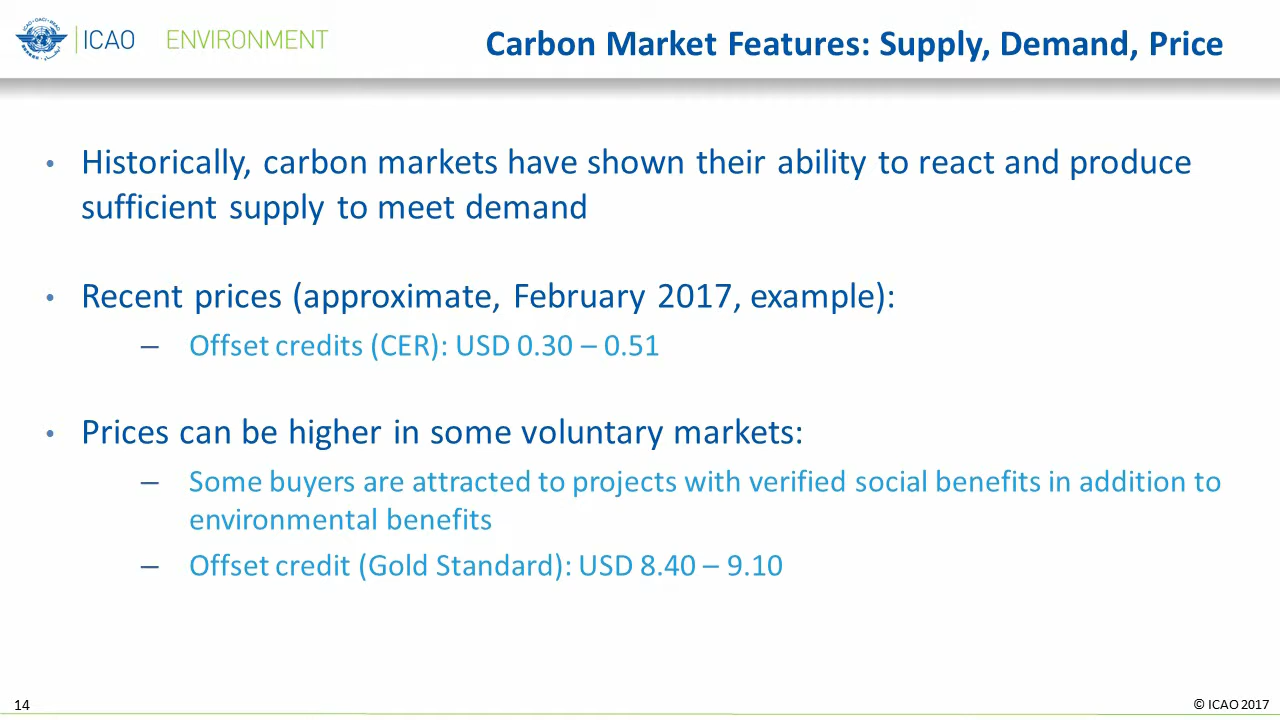 ICAO ENVIRONMENT
Carbon Market Features: Supply, Demand, Price
• Historically, carbon markets have shown their ability to react and produce
sufficient supply to meet demand
• Recent prices (approximate, February 2017, example):
– Offset credits (CER): USD 0.30 – 0.51
• Prices can be higher in some voluntary markets:
– Some buyers are attracted to projects with verified social benefits in addition to
environmental benefits
– Offset credit (Gold Standard): USD 8.40 – 9.10
14
© ICAO 2017